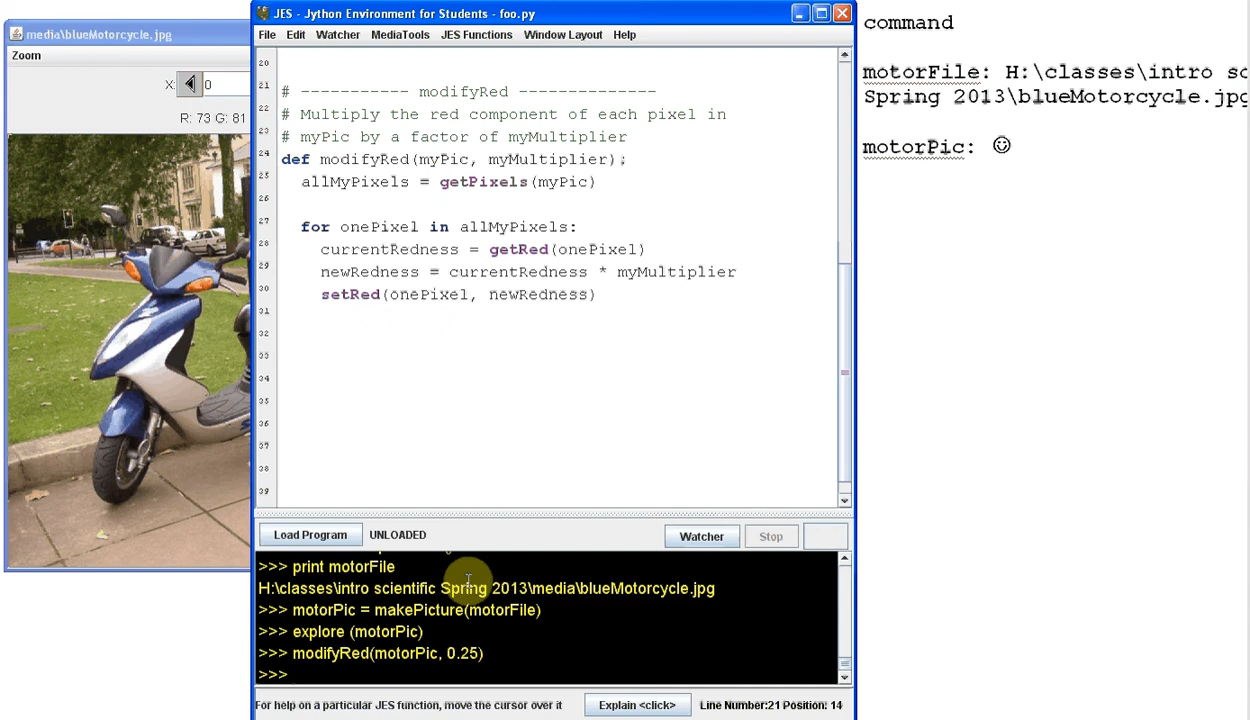 media\blueMotorcycle.jpg
Zoom
X: 0
R: 73 G: 81
JES - Jython Environment for Students - foo.py
File Edit Watcher MediaTools JES Functions Window Layout Help
20
21 # ----------- modifyRed --------------
22 # Multiply the red component of each pixel in
23 # myPic by a factor of myMultiplier
24 def modifyRed(myPic, myMultiplier);
25 allMyPixels = getPixels(myPic)
26
27 for onePixel in allMyPixels:
28 currentRedness = getRed(onePixel)
29 newRedness = currentRedness * myMultiplier
30 setRed(onePixel, newRedness)
31
32
33
34
35
36
37
38
39
Load Program UNLOADED Watcher Stop
>>> print motorFile
H:\classes\intro scientific Spring 2013\media\blueMotorcycle.jpg
>>> motorPic = makePicture(motorFile)
>>> explore (motorPic)
>>> modifyRed(motorPic, 0.25)
>>>
For help on a particular JES function, move the cursor over it Explain <click> Line Number:21 Position: 14
command
motorFile: H:\classes\intro sc
Spring 2013\blueMotorcycle.jpg
motorPic: ☺